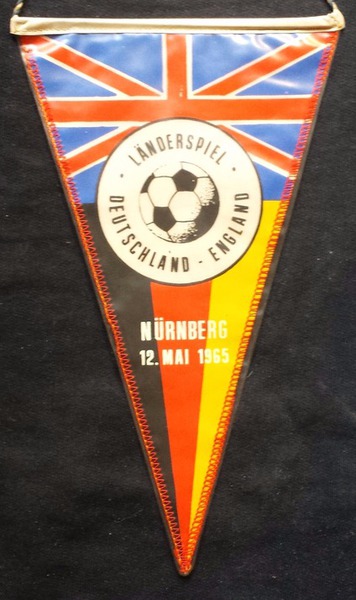 · LÄNDERSPIEL ·
DEUTSCHLAND - ENGLAND
NÜRNBERG
12. MAI 1965